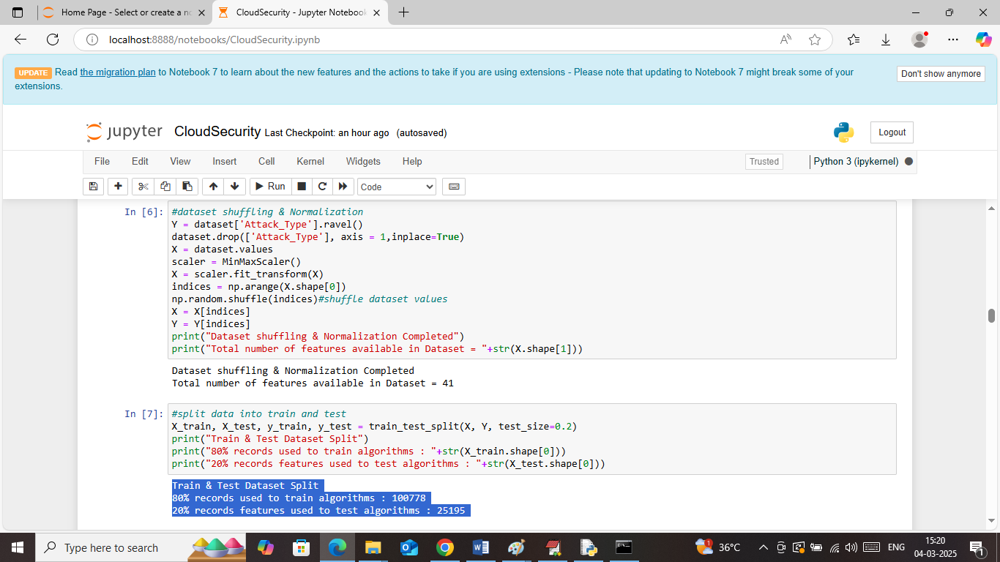 Home Page - Select or create a no
CloudSecurity - Jupyter Notebook
localhost:8888/notebooks/CloudSecurity.ipynb
UPDATE Read the migration plan to Notebook 7 to learn about the new features and the actions to take if you are using extensions - Please note that updating to Notebook 7 might break some of your
extensions.
Don't show anymore
jupyter CloudSecurity Last Checkpoint: an hour ago (autosaved)
Logout
File Edit View Insert Cell Kernel Widgets Help
Trusted
Python 3 (ipykernel)
Run
Code
In [6]: #dataset shuffling & Normalization
Y = dataset['Attack_Type'].ravel()
dataset.drop(['Attack_Type'], axis = 1,inplace=True)
X = dataset.values
scaler = MinMaxScaler()
X = scaler.fit_transform(X)
indices = np.arange(X.shape[0])
np.random.shuffle(indices)#shuffle dataset values
X = X[indices]
Y = Y[indices]
print("Dataset shuffling & Normalization Completed")
print("Total number of features available in Dataset = "+str(X.shape[1]))
Dataset shuffling & Normalization Completed
Total number of features available in Dataset = 41
In [7]: #split data into train and test
X_train, X_test, y_train, y_test = train_test_split(X, Y, test_size=0.2)
print("Train & Test Dataset Split")
print("80% records used to train algorithms : "+str(X_train.shape[0]))
print("20% records features used to test algorithms : "+str(X_test.shape[0]))
Train & Test Dataset Split
80% records used to train algorithms : 100778
20% records features used to test algorithms : 25195
Type here to search
36°C
ENG
15:20
04-03-2025